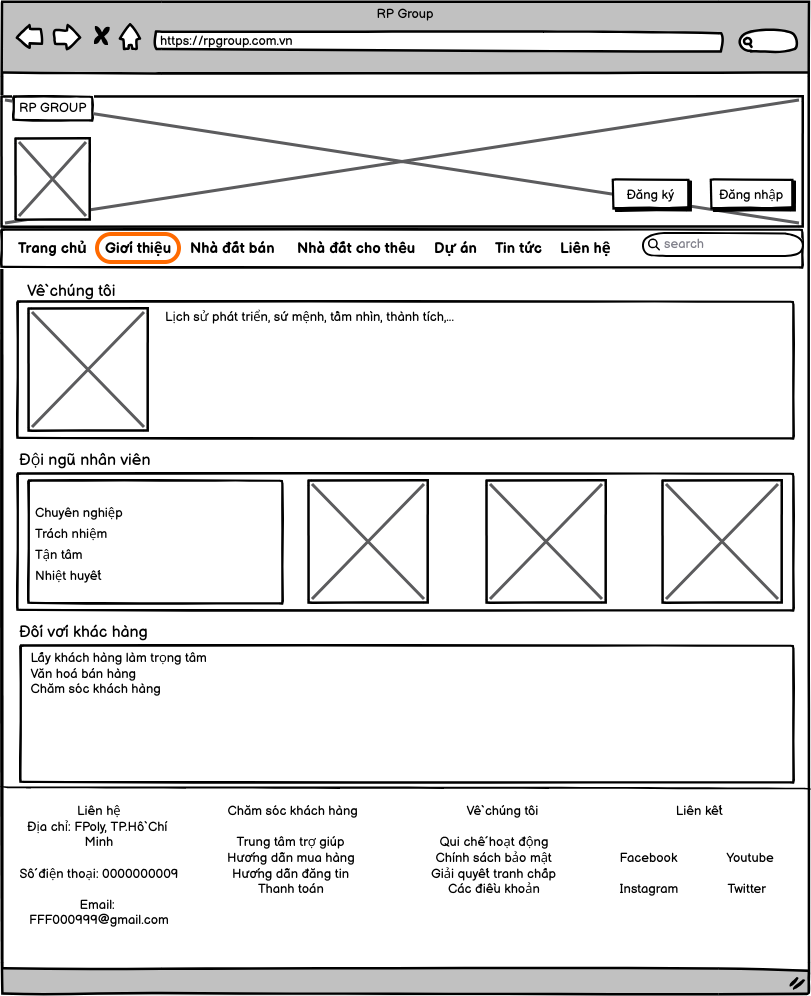 RP Group
https://rpgroup.com.vn
RP GROUP
Đăng ký
Đăng nhập
Trang chủ
Giới thiệu
Nhà đất bán
Nhà đất cho thêu
Dự án
Tin tức
Liên hệ
search
Về chúng tôi
Lịch sử phát triển, sứ mệnh, tầm nhìn, thành tích,...
Đội ngũ nhân viên
Chuyên nghiệp
Trách nhiệm
Tận tâm
Nhiệt huyết
Đối với khác hàng
Lấy khách hàng làm trọng tâm
Văn hoá bán hàng
Chăm sóc khách hàng
Liên hệ
Địa chỉ: FPoly, TP.Hồ Chí
Minh
Số điện thoại: 0000000009
Email:
FFF000999@gmail.com
Chăm sóc khách hàng
Trung tâm trợ giúp
Hướng dẫn mua hàng
Hướng dẫn đăng tin
Thanh toán
Về chúng tôi
Qui chế hoạt động
Chính sách bảo mật
Giải quyết tranh chấp
Các điều khoản
Liên kết
Facebook
Youtube
Instagram
Twitter